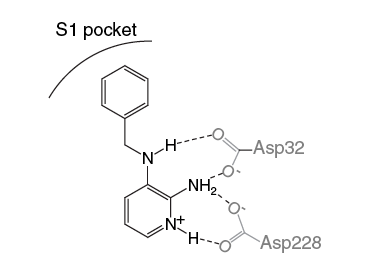 S1 pocket
H
N
O
Asp32
O-
NH2
O-
N+
H
O
Asp228